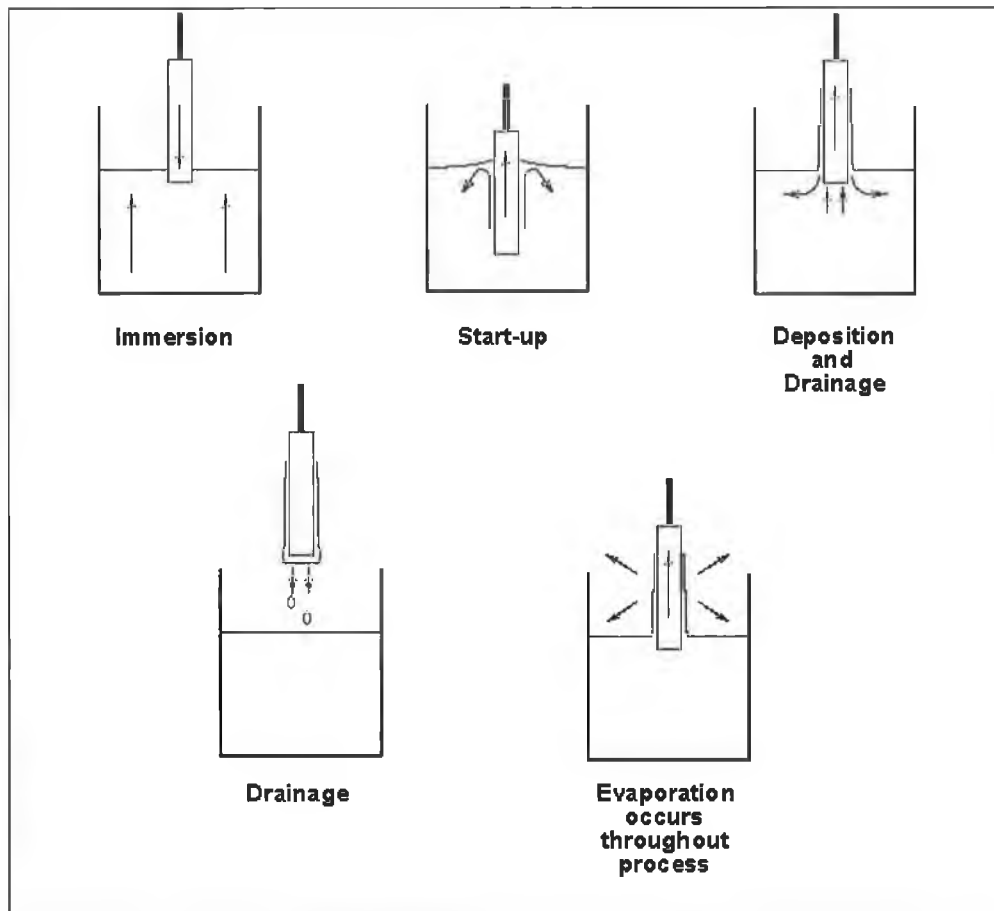 Immersion
Start-up
Deposition
and
Drainage
Drainage
Evaporation
occurs
throughout
process